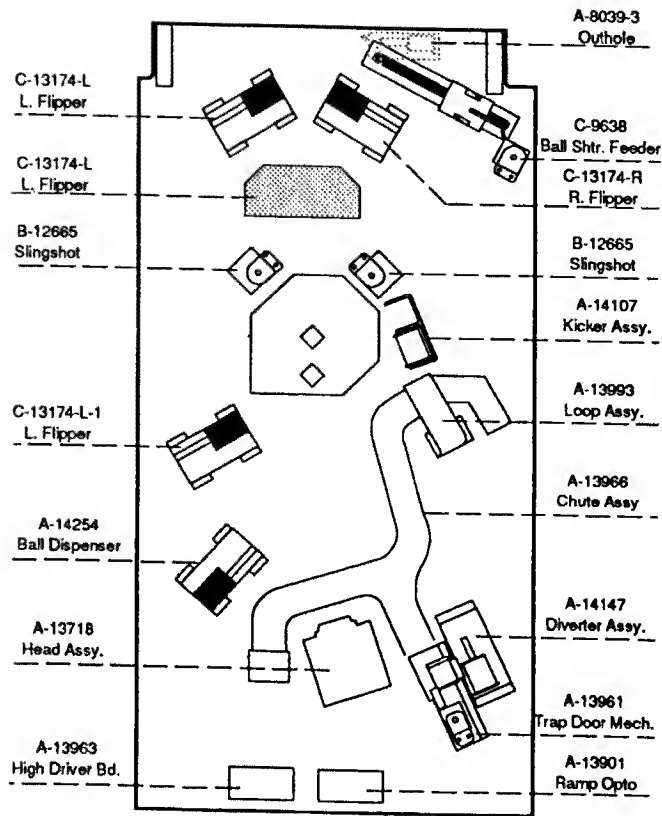 A-8039-3
Outhole
C-13174-L
L. Flipper
C-9638
Ball Shtr. Feeder
C-13174-L
L. Flipper
C-13174-R
R. Flipper
B-12665
Slingshot
B-12665
Slingshot
A-14107
Kicker Assy.
A-13993
Loop Assy.
C-13174-L-1
L. Flipper
A-13966
Chute Assy
A-14254
Ball Dispenser
A-14147
Diverter Assy.
A-13718
Head Assy.
A-13961
Trap Door Mech.
A-13963
High Driver Bd.
A-13901
Ramp Opto